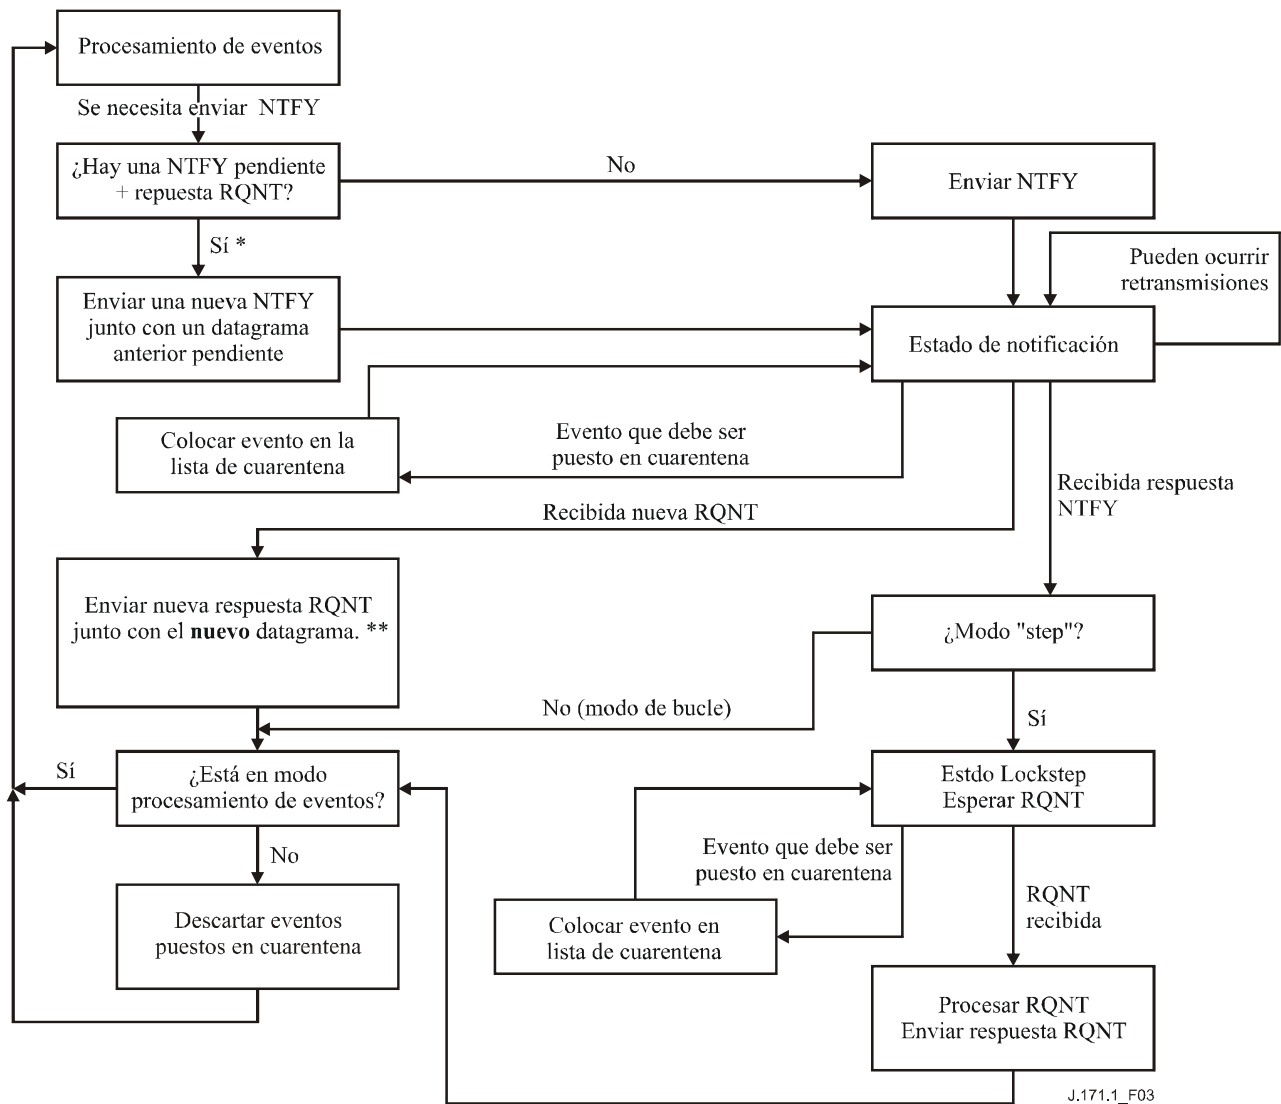 Procesamiento de eventos
Se necesita enviar NTFY
¿Hay una NTFY pendiente
+ repuesta RQNT?
No
Enviar NTFY
Sí *
Pueden ocurrir
retransmisiones
Enviar una nueva NTFY
junto con un datagrama
anterior pendiente
Estado de notificación
Colocar evento en la
lista de cuarentena
Evento que debe ser
puesto en cuarentena
Recibida respuesta
NTFY
Recibida nueva RQNT
Enviar nueva respuesta RQNT
junto con el nuevo datagrama. **
¿Modo "step"?
No (modo de bucle)
Sí
Sí
¿Está en modo
procesamiento de eventos?
Estdo Lockstep
Esperar RQNT
No
Evento que debe ser
puesto en cuarentena
RQNT
recibida
Descartar eventos
puestos en cuarentena
Colocar evento en
lista de cuarentena
Procesar RQNT
Enviar respuesta RQNT
J.171.1_F03